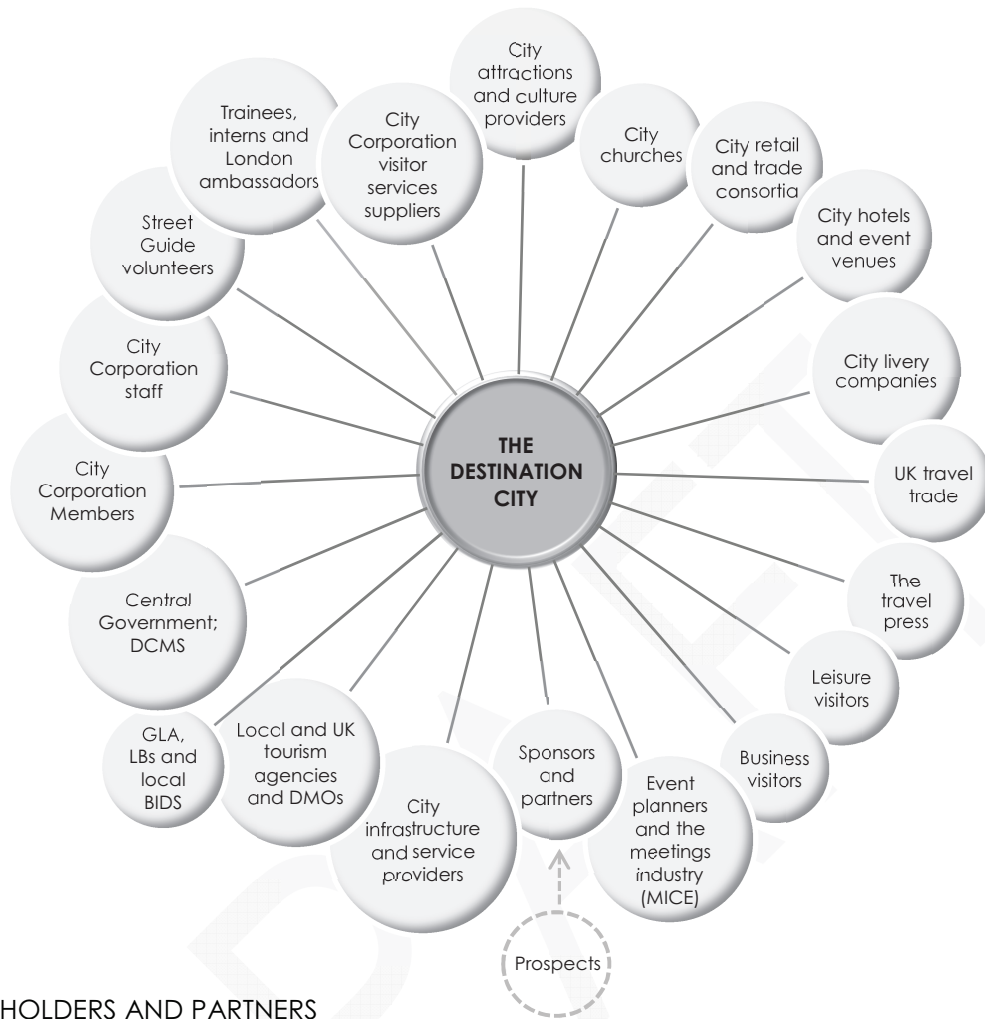 City
attractions
and culture
providers
City
churches
City retail
and trade
consortia
City hotels
and event
venues
City livery
companies
UK travel
trade
The
travel
press
Leisure
visitors
Business
visitors
Event
planners
and the
meetings
industry
(MICE)
Sponsors
and
partners
Prospects
City
infrastructure
and service
providers
Local and UK
tourism
agencies
and DMOs
GLA,
LBs and
local
BIDS
Central
Government;
DCMS
City
Corporation
Members
City
Corporation
staff
Street
Guide
volunteers
Trainees,
interns and
London
ambassadors
City
Corporation
visitor
services
suppliers
THE
DESTINATION
CITY
HOLDERS AND PARTNERS